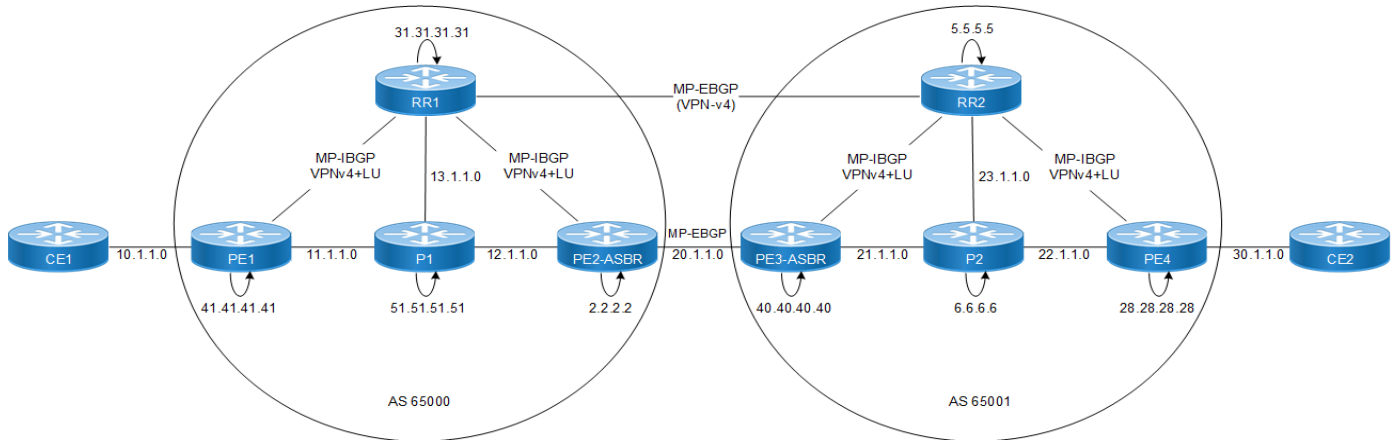 31.31.31.31
5.5.5.5
RR1
MP-EBGP
(VPN-v4)
RR2
MP-IBGP
VPNv4+LU
13.1.1.0
MP-IBGP
VPNv4+LU
MP-IBGP
VPNv4+LU
23.1.1.0
MP-IBGP
VPNv4+LU
CE1
10.1.1.0
PE1
11.1.1.0
P1
12.1.1.0
PE2-ASBR
MP-EBGP
20.1.1.0
PE3-ASBR
21.1.1.0
P2
22.1.1.0
PE4
30.1.1.0
CE2
41.41.41.41
51.51.51.51
2.2.2.2
40.40.40.40
6.6.6.6
28.28.28.28
AS 65000
AS 65001